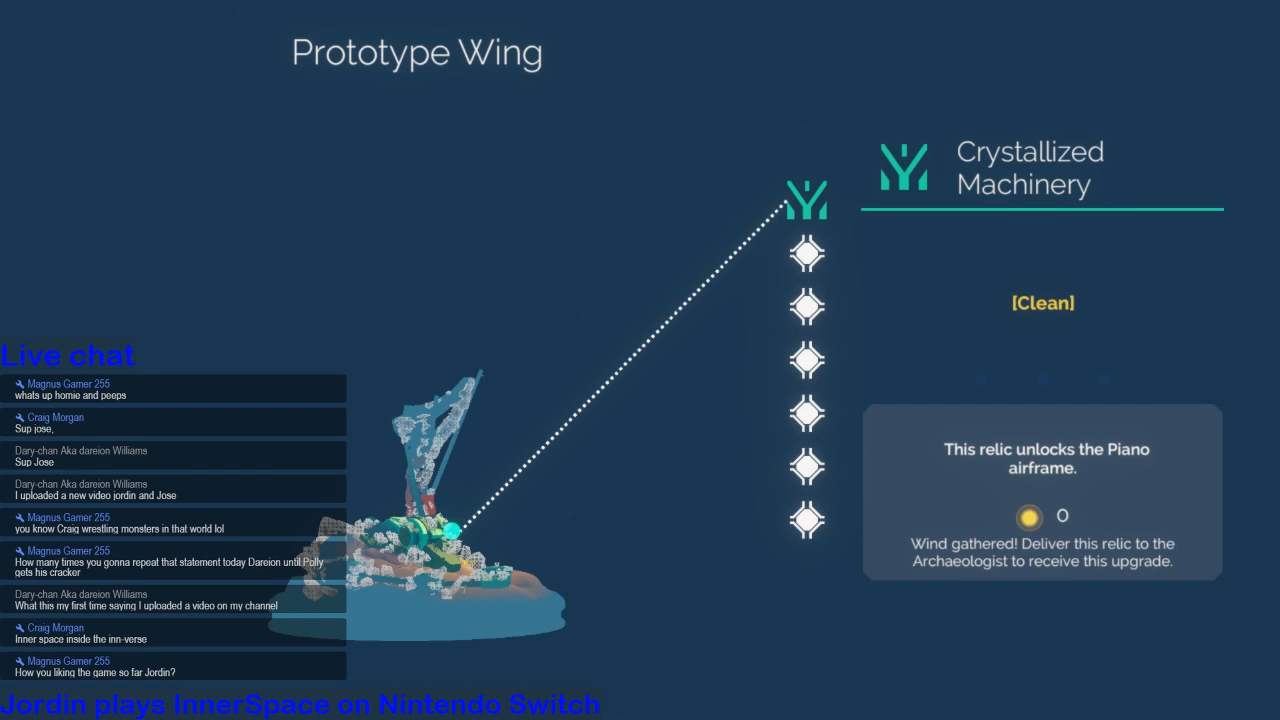 Prototype Wing
Crystallized
Machinery
[Clean]
This relic unlocks the Piano
airframe.
0
Wind gathered! Deliver this relic to the
Archaeologist to receive this upgrade.
Live chat
Magnus Gamer 255
whats up homie and peeps
Craig Morgan
Sup jose,
Dary-chan Aka dareion Williams
Sup Jose
Dary-chan Aka dareion Williams
I uploaded a new video jordin and Jose
Magnus Gamer 255
you know Craig wrestling monsters in that world lol
Magnus Gamer 255
How many times you gonna repeat that statement today Dareion until Polly
gets his cracker
Dary-chan Aka dareion Williams
What this my first time saying I uploaded a video on my channel
Craig Morgan
Inner space inside the inn-verse
Magnus Gamer 255
How you liking the game so far Jordin?
Jordin plays InnerSpace on Nintendo Switch